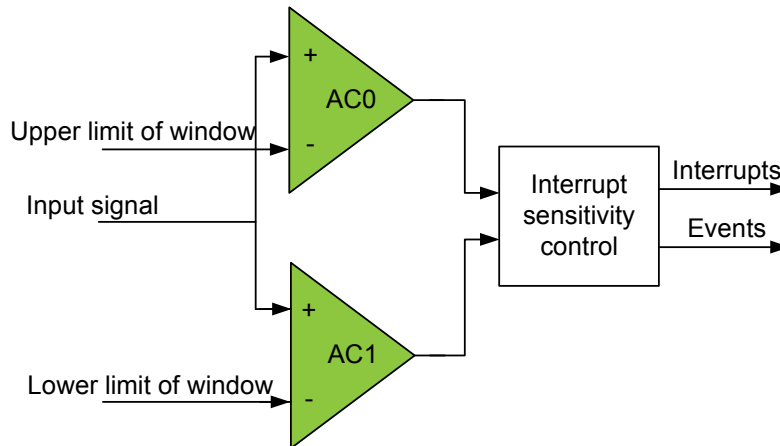 +
AC0
Upper limit of window
-
Input signal
Interrupt
sensitivity
control
Interrupts
Events
+
AC1
Lower limit of window
-